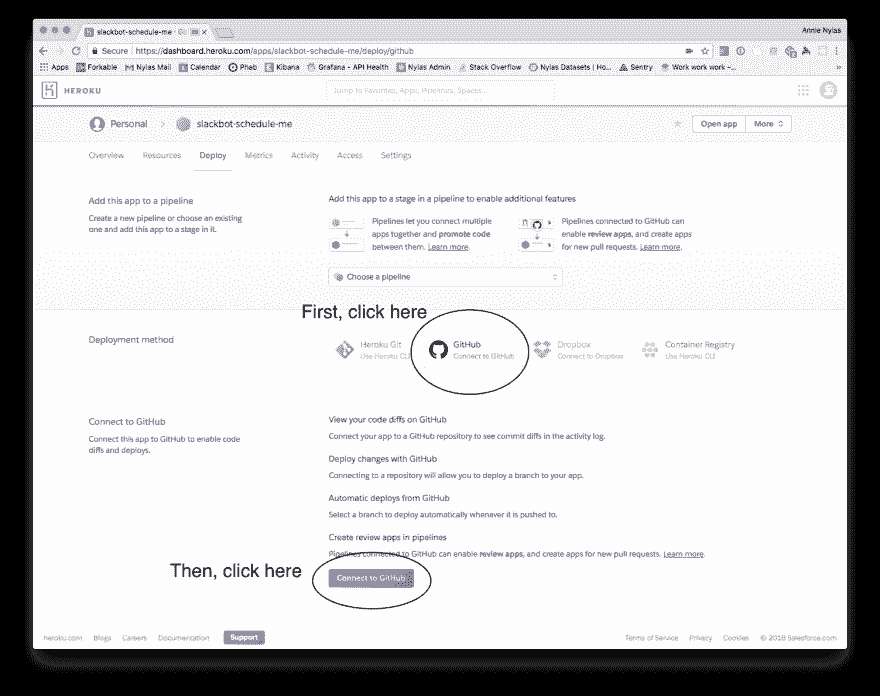 slackbot-schedule-me
Annie Nylas
Secure https://dashboard.heroku.com/apps/slackbot-schedule-me/deploy/github
Apps Forkable Nylas Mail Calendar Phab Kibana Grafana - API Health Nylas Admin Stack Overflow Nylas Datasets | Ho... Sentry Work work work –...
HEROKU
Jump to Favorites, Apps, Pipelines, Spaces...
Personal > slackbot-schedule-me
Open app More
Overview Resources Deploy Metrics Activity Access Settings
Add this app to a pipeline
Create a new pipeline or choose an existing
one and add this app to a stage in it.
Add this app to a stage in a pipeline to enable additional features
Pipelines let you connect multiple
apps together and promote code
between them. Learn more.
Pipelines connected to GitHub can
enable review apps, and create apps
for new pull requests. Learn more.
Choose a pipeline
First, click here
Deployment method
Heroku Git
Use Heroku CLI
GitHub
Connect to GitHub
Dropbox
Connect to Dropbox
Container Registry
Use Heroku CLI
Connect to GitHub
Connect this app to GitHub to enable code
diffs and deploys.
View your code diffs on GitHub
Connect your app to a GitHub repository to see commit diffs in the activity log.
Deploy changes with GitHub
Connecting to a repository will allow you to deploy a branch to your app.
Automatic deploys from GitHub
Select a branch to deploy automatically whenever it is pushed to.
Create review apps in pipelines
Pipelines connected to GitHub can enable review apps, and create apps for new pull requests. Learn more.
Then, click here
Connect to GitHub
heroku.com Blogs Careers Documentation Support
Terms of Service Privacy Cookies © 2018 Salesforce.com